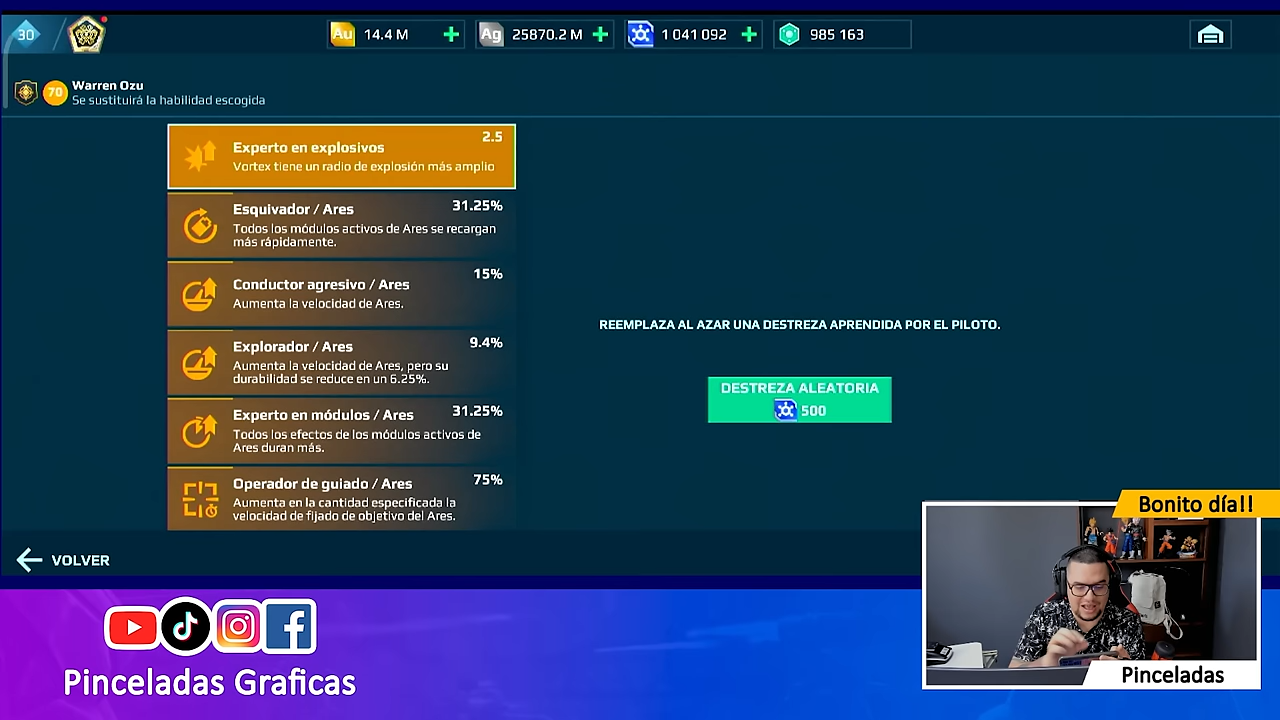 30
Au 14.4 M
Ag 25870.2 M
1 041 092
985 163
70
Warren Ozu
Se sustituirá la habilidad escogida
Experto en explosivos 2.5
Vortex tiene un radio de explosión más amplio
Esquivador / Ares 31.25%
Todos los módulos activos de Ares se recargan
más rápidamente.
Conductor agresivo / Ares 15%
Aumenta la velocidad de Ares.
Explorador / Ares 9.4%
Aumenta la velocidad de Ares, pero su
durabilidad se reduce en un 6.25%.
Experto en módulos / Ares 31.25%
Todos los efectos de los módulos activos de
Ares duran más.
Operador de guiado / Ares 75%
Aumenta en la cantidad especificada la
velocidad de fijado de objetivo del Ares.
REEMPLAZA AL AZAR UNA DESTREZA APRENDIDA POR EL PILOTO.
DESTREZA ALEATORIA
500
VOLVER
Bonito día!!
Pinceladas
Pinceladas Graficas